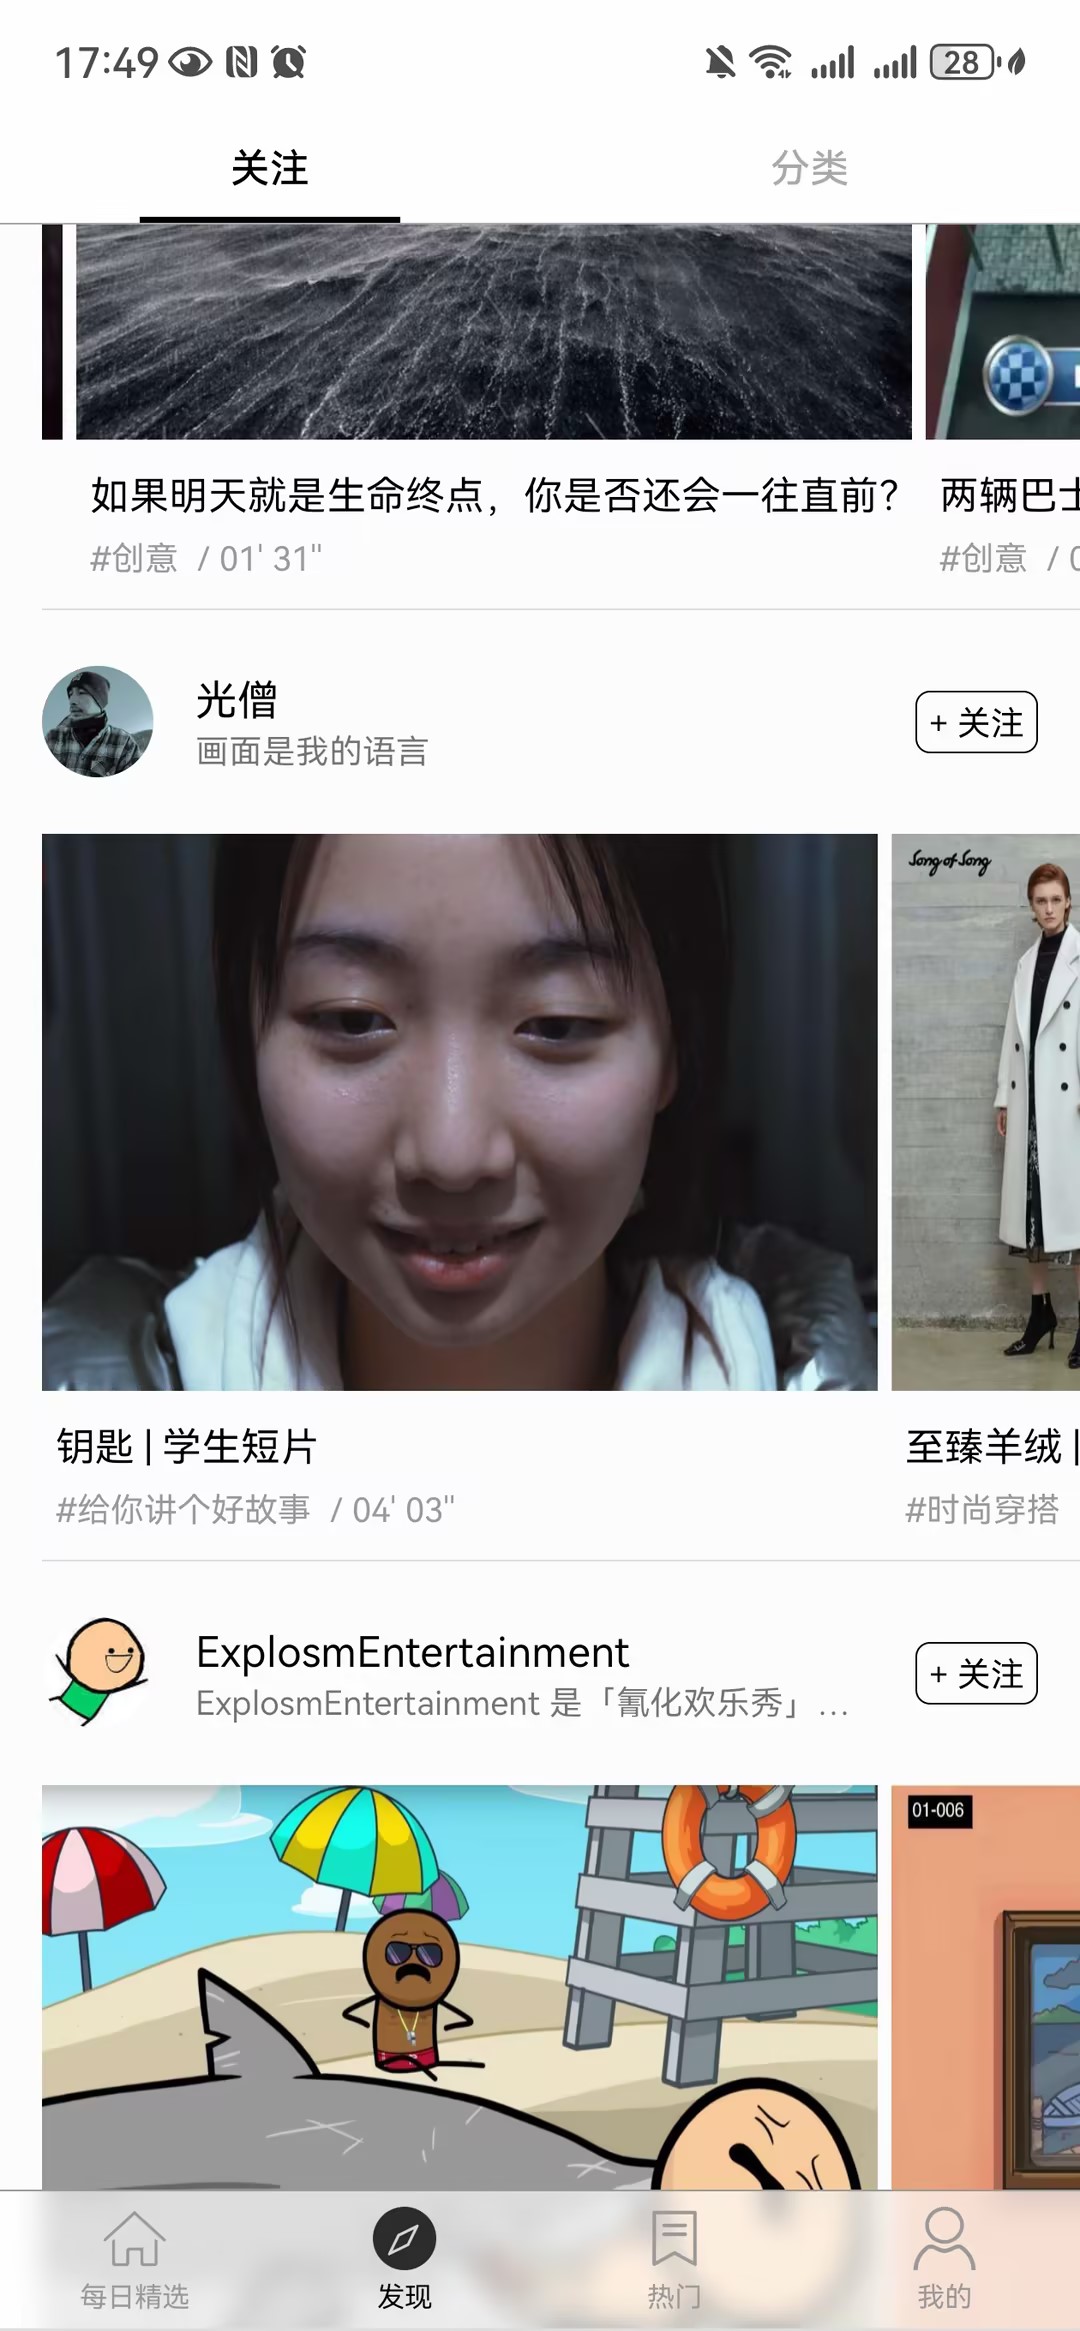 17:49
28
关注
分类
如果明天就是生命终点，你是否还会一往直前？
两辆巴士
#创意 / 01' 31"
#创意 / 0
光僧
画面是我的语言
+ 关注
Song of Song
钥匙 | 学生短片
至臻羊绒 |
#给你讲个好故事 / 04' 03"
#时尚穿搭
ExplosmEntertainment
ExplosmEntertainment 是「氰化欢乐秀」...
+ 关注
01-006
每日精选
发现
热门
我的